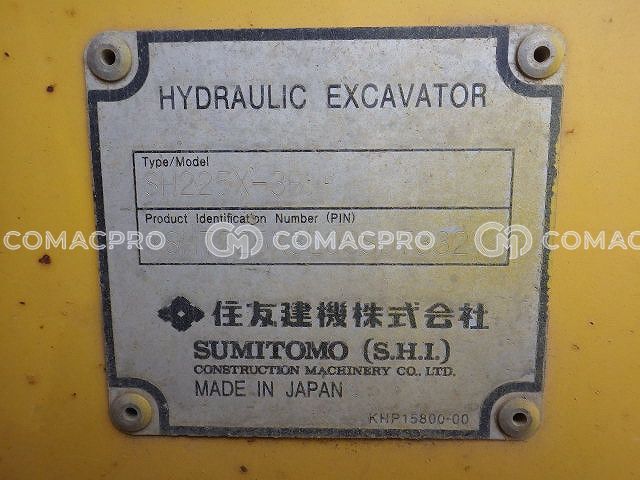 HYDRAULIC EXCAVATOR
Type/Model
Product Identification Number (PIN)
COMACPRO COMACPRO COMACPRO
住友建機株式会社
SUMITOMO (S.H.I.)
CONSTRUCTION MACHINERY CO., LTD.
MADE IN JAPAN
KHP15800-00